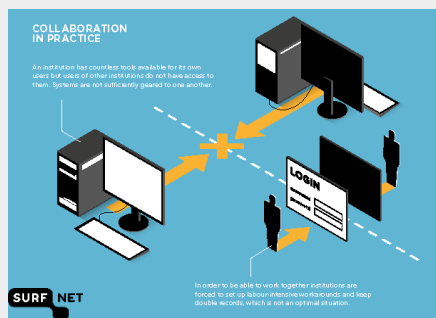 COLLABORATION
IN PRACTICE
An institution has countless tools available for its own
users but users of other institutions do not have access to
them. Systems are not sufficiently geared to one another.
LOGIN
In order to be able to work together institutions are
forced to set up labour-intensive workarounds and keep
double records, which is not an optimal situation.
SURF NET